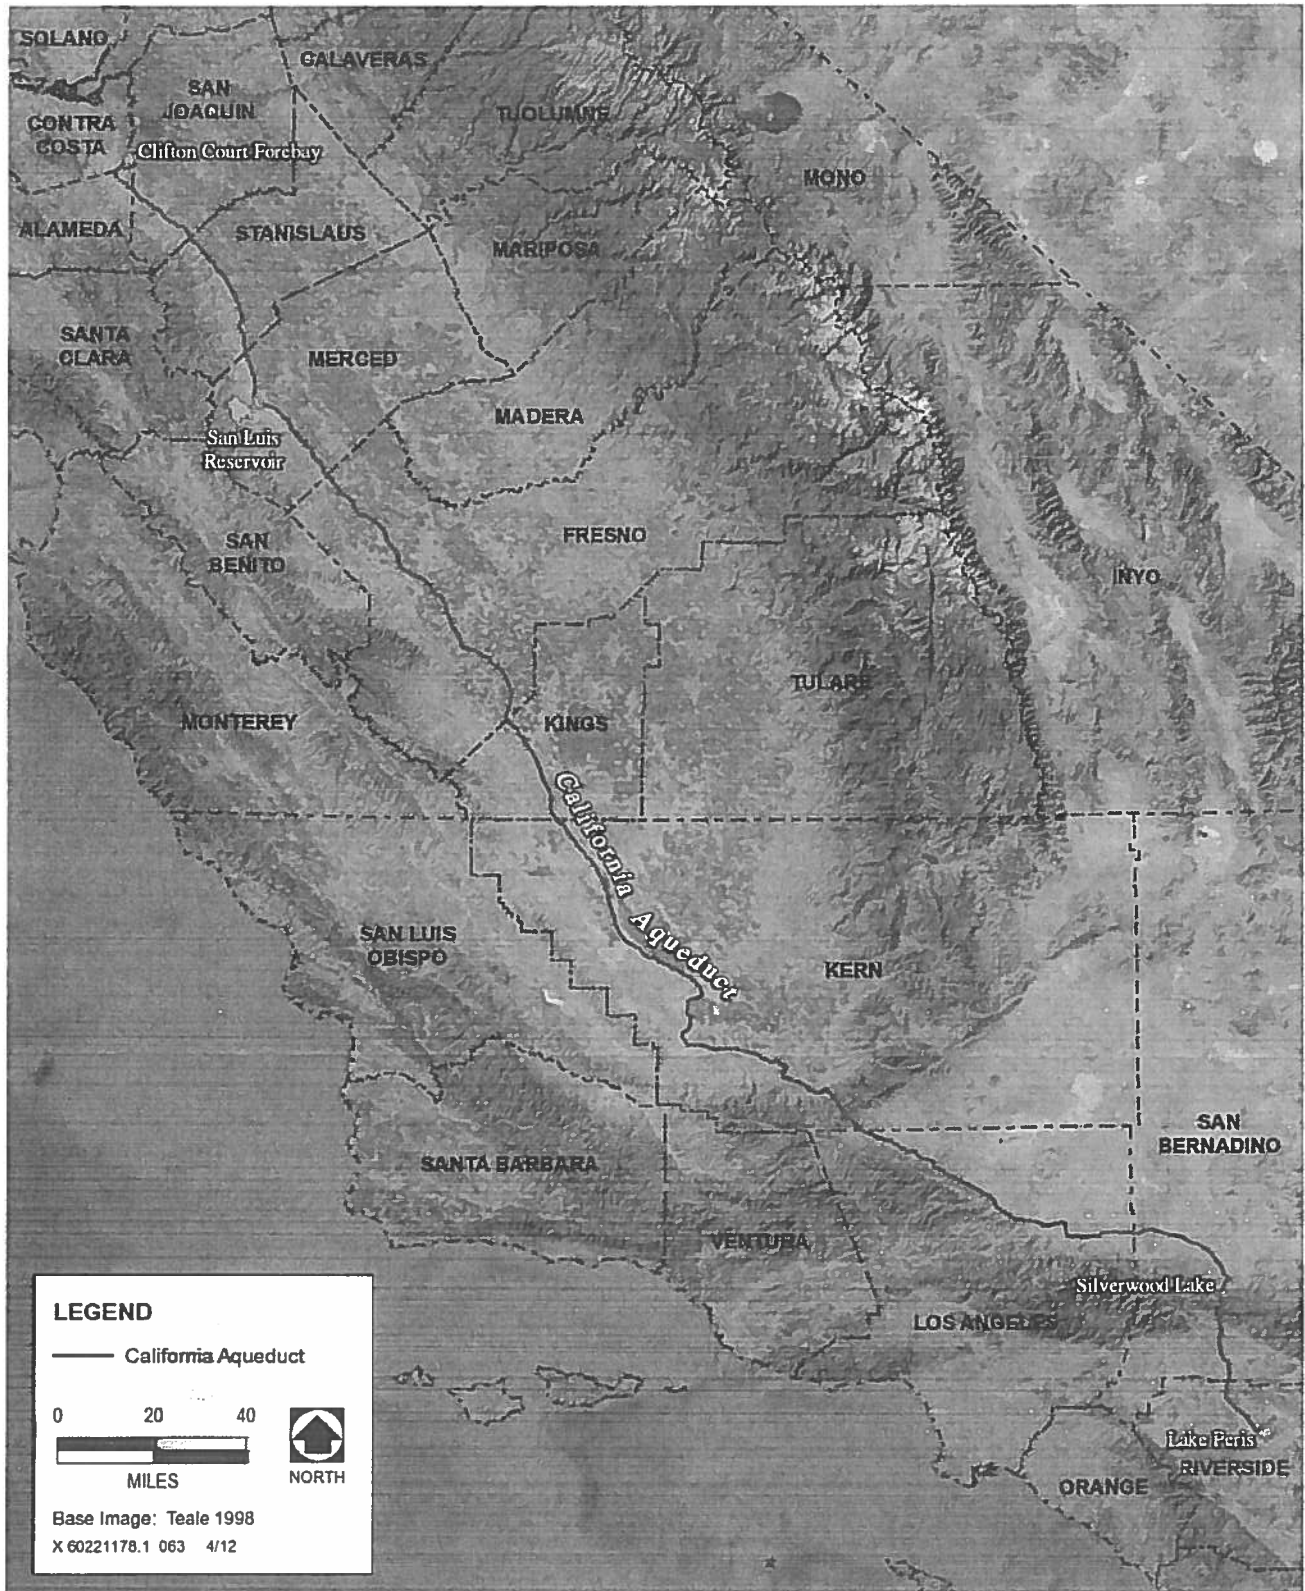 SOLANO
CALAVERAS
SAN
JOAQUIN
TUOLUMNE
CONTRA
COSTA
Clifton Court Forebay
MONO
ALAMEDA
STANISLAUS
MARIPOSA
SANTA
CLARA
MERCED
MADERA
San Luis
Reservoir
FRESNO
SAN
BENITO
INYO
TULARE
MONTEREY
KINGS
California Aqueduct
SAN LUIS
OBISPO
KERN
SAN
BERNADINO
SANTA BARBARA
VENTURA
Silverwood Lake
LOS ANGELES
Lake Peris
RIVERSIDE
ORANGE
LEGEND
California Aqueduct
0 20 40
MILES
NORTH
Base Image: Teale 1998
X 60221178.1 063 4/12